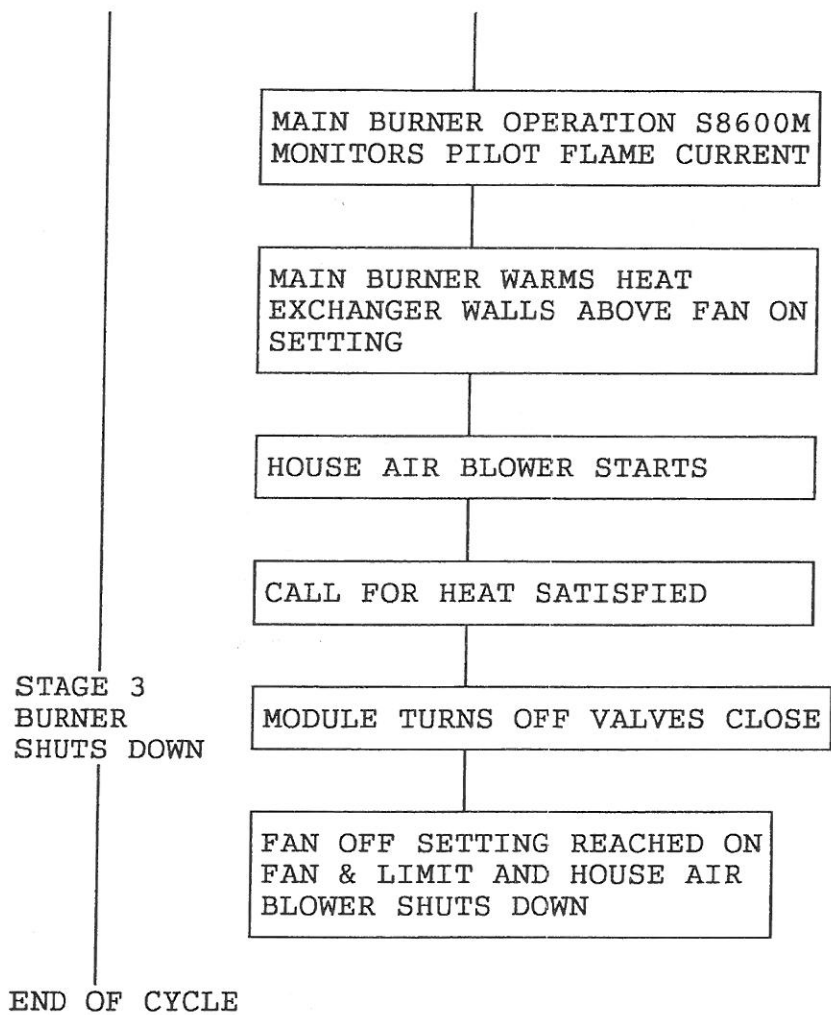 MAIN BURNER OPERATION S8600M
MONITORS PILOT FLAME CURRENT
MAIN BURNER WARMS HEAT
EXCHANGER WALLS ABOVE FAN ON
SETTING
HOUSE AIR BLOWER STARTS
CALL FOR HEAT SATISFIED
STAGE 3
BURNER
SHUTS DOWN
MODULE TURNS OFF VALVES CLOSE
FAN OFF SETTING REACHED ON
FAN & LIMIT AND HOUSE AIR
BLOWER SHUTS DOWN
END OF CYCLE